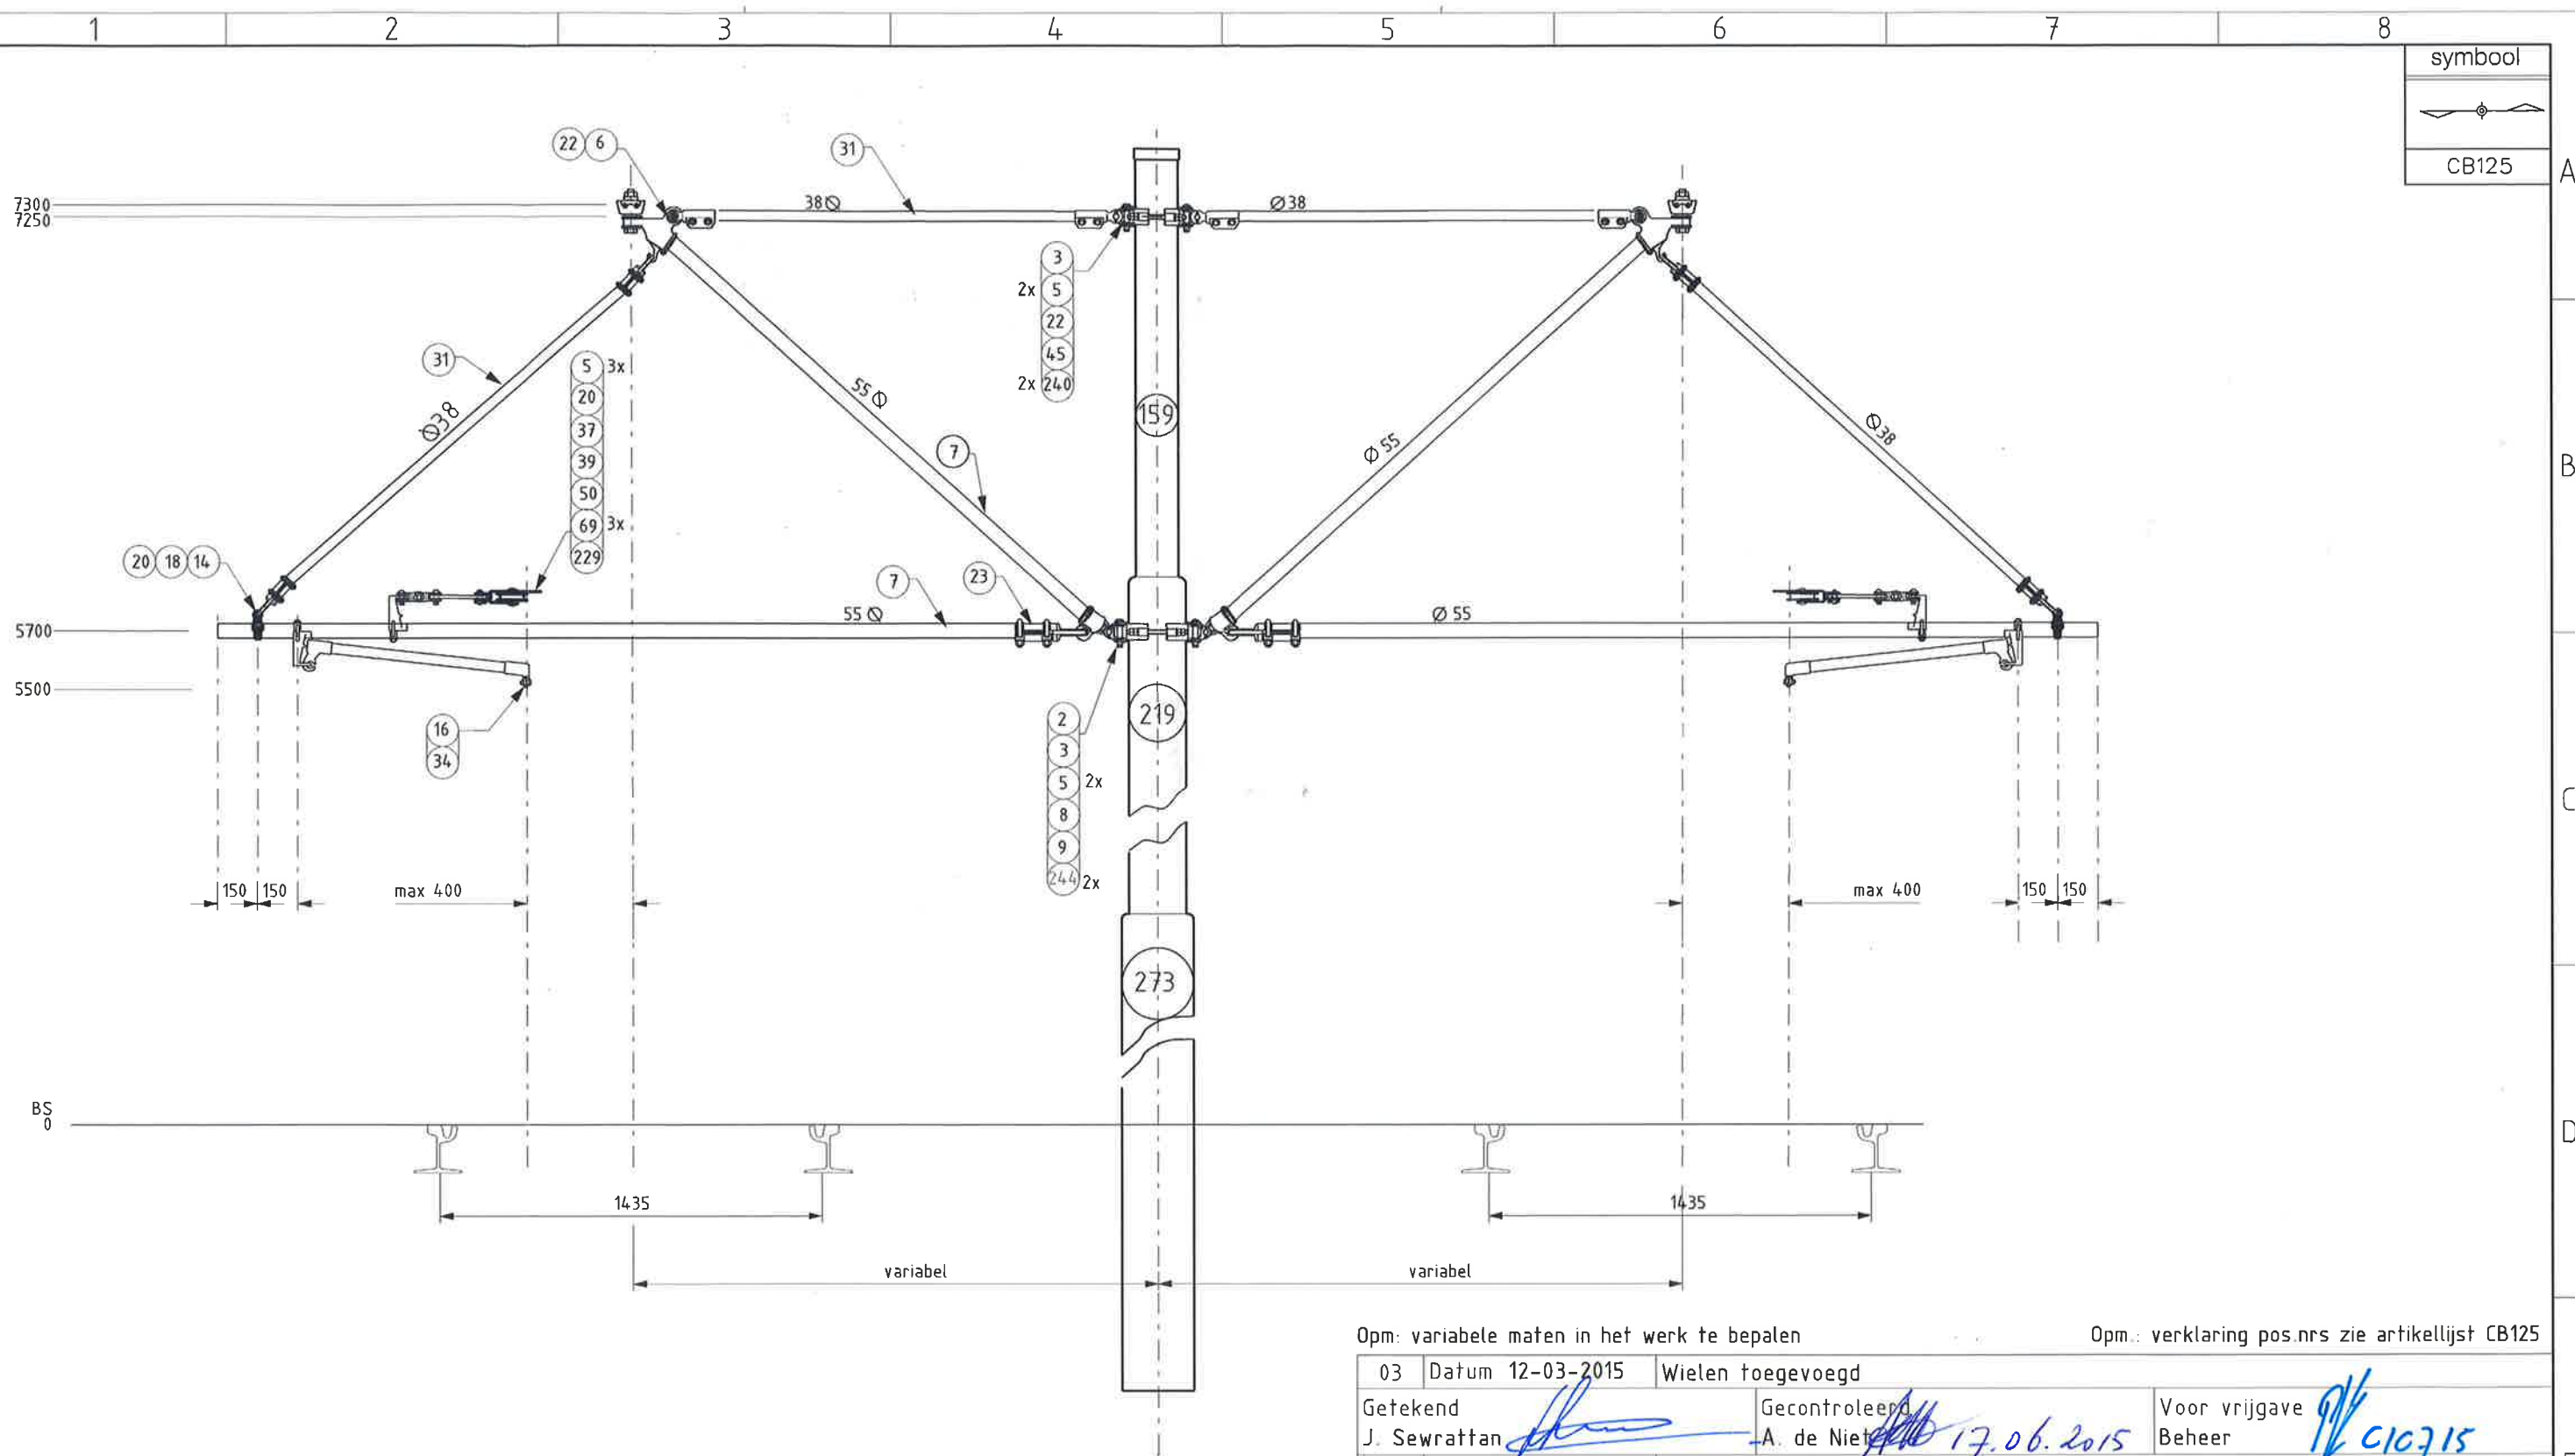 1 2 3 4 5 6 7 8
symbool
CB125
A
B
C
D
7300
7250
22 6
31
38∅
∅38
3
2x 5
22
45
2x 240
31
∅38
5 3x
20
37
39
50
69 3x
229
55∅
7
159
∅55
∅38
20 18 14
7
23
55∅
∅55
5700
5500
16
34
219
2
3
5 2x
8
9
244 2x
150 150
max 400
max 400
150 150
273
BS
0
1435
1435
variabel
variabel
Opm: variabele maten in het werk te bepalen
Opm.: verklaring pos.nrs zie artikellijst CB125
03 Datum 12-03-2015 Wielen toegevoegd
Getekend
J. Sewrattan
Gecontroleerd
A. de Niet 17.06.2015
Voor vrijgave
Beheer